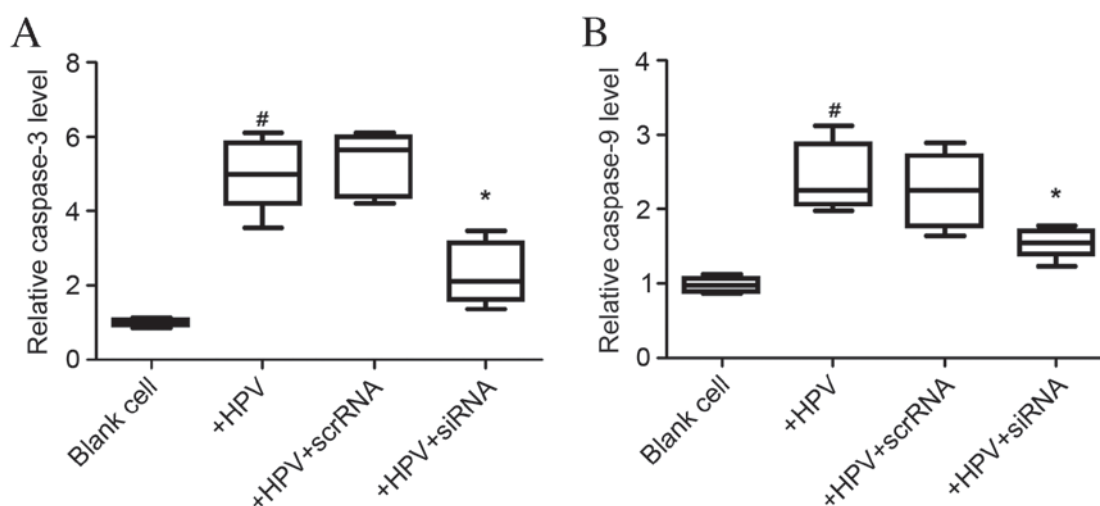 A
Relative caspase-3 level
8
6
4
2
0
#
*
Blank cell
+HPV
+HPV+scrRNA
+HPV+siRNA
B
Relative caspase-9 level
4
3
2
1
0
#
*
Blank cell
+HPV
+HPV+scrRNA
+HPV+siRNA